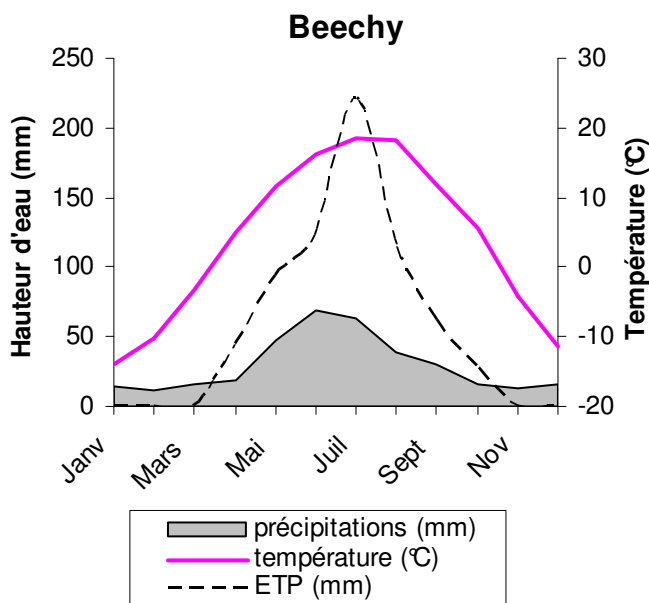 Beechy
Hauteur d'eau (mm)
250
200
150
100
50
0
Température (°C)
30
20
10
0
-10
-20
Janv
Mars
Mai
Juil
Sept
Nov
précipitations (mm)
température (°C)
ETP (mm)